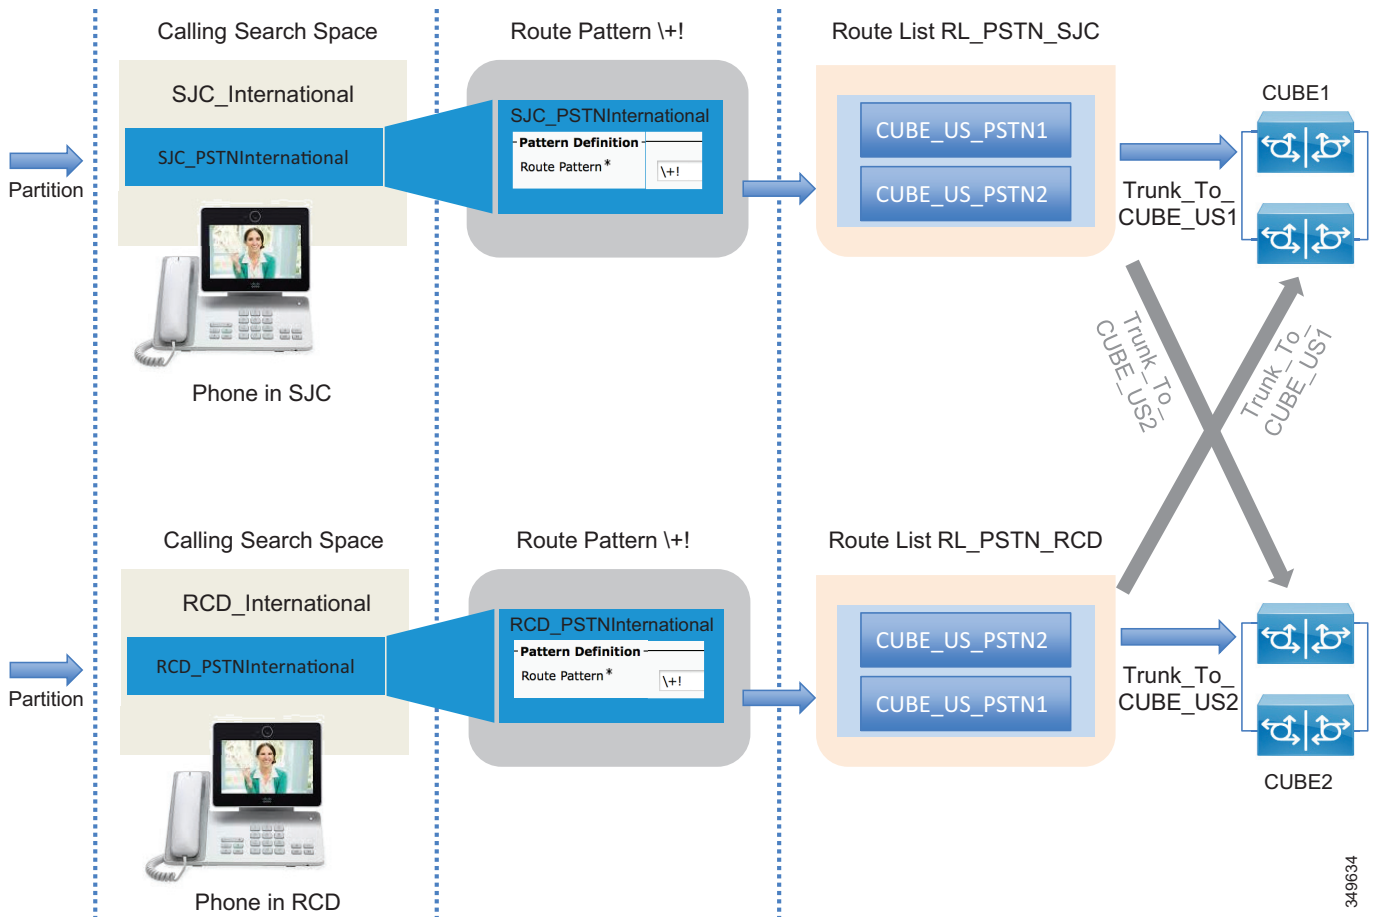 Calling Search Space
Route Pattern \+!
Route List RL_PSTN_SJC
SJC_International
SJC_PSTNInternational
Partition
SJC_PSTNInternational
Pattern Definition
Route Pattern*
\+!
CUBE_US_PSTN1
CUBE_US_PSTN2
Trunk_To_
CUBE_US1
CUBE1
Phone in SJC
Trunk_To_
CUBE_US2
Trunk_To_
CUBE_US1
Calling Search Space
Route Pattern \+!
Route List RL_PSTN_RCD
RCD_International
RCD_PSTNInternational
Partition
RCD_PSTNInternational
Pattern Definition
Route Pattern*
\+!
CUBE_US_PSTN2
CUBE_US_PSTN1
Trunk_To_
CUBE_US2
CUBE2
Phone in RCD
349634